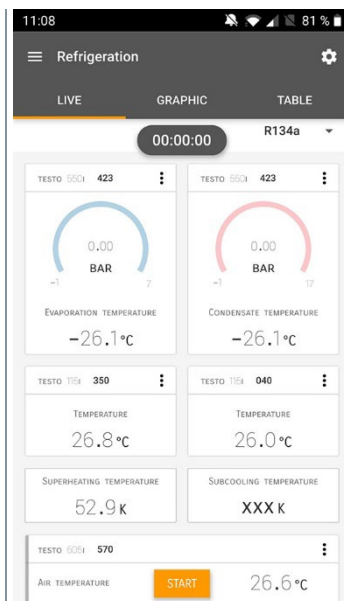 11:08 81 %
Refrigeration
LIVE GRAPHIC TABLE
00:00:00 R134a
TESTO 550I 423
0.00
BAR
-1 7
EVAPORATION TEMPERATURE
-26.1°C
TESTO 550I 423
0.00
BAR
-1 17
CONDENSATE TEMPERATURE
-26.1°C
TESTO 115I 350
TEMPERATURE
26.8°C
TESTO 115I 040
TEMPERATURE
26.0°C
SUPERHEATING TEMPERATURE
52.9 K
SUBCOOLING TEMPERATURE
XXX K
TESTO 605I 570
AIR TEMPERATURE START 26.6°C